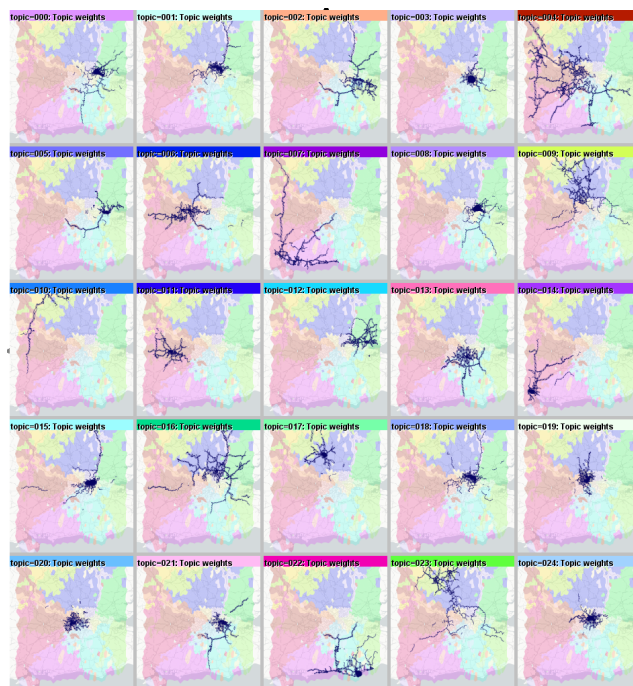 topic-000: Topic weights
topic-001: Topic weights
topic-002: Topic weights
topic-003: Topic weights
topic-004: Topic weights
topic-005: Topic weights
topic-006: Topic weights
topic-007: Topic weights
topic-008: Topic weights
topic-009: Topic weights
topic-010: Topic weights
topic-011: Topic weights
topic-012: Topic weights
topic-013: Topic weights
topic-014: Topic weights
topic-015: Topic weights
topic-016: Topic weights
topic-017: Topic weights
topic-018: Topic weights
topic-019: Topic weights
topic-020: Topic weights
topic-021: Topic weights
topic-022: Topic weights
topic-023: Topic weights
topic-024: Topic weights